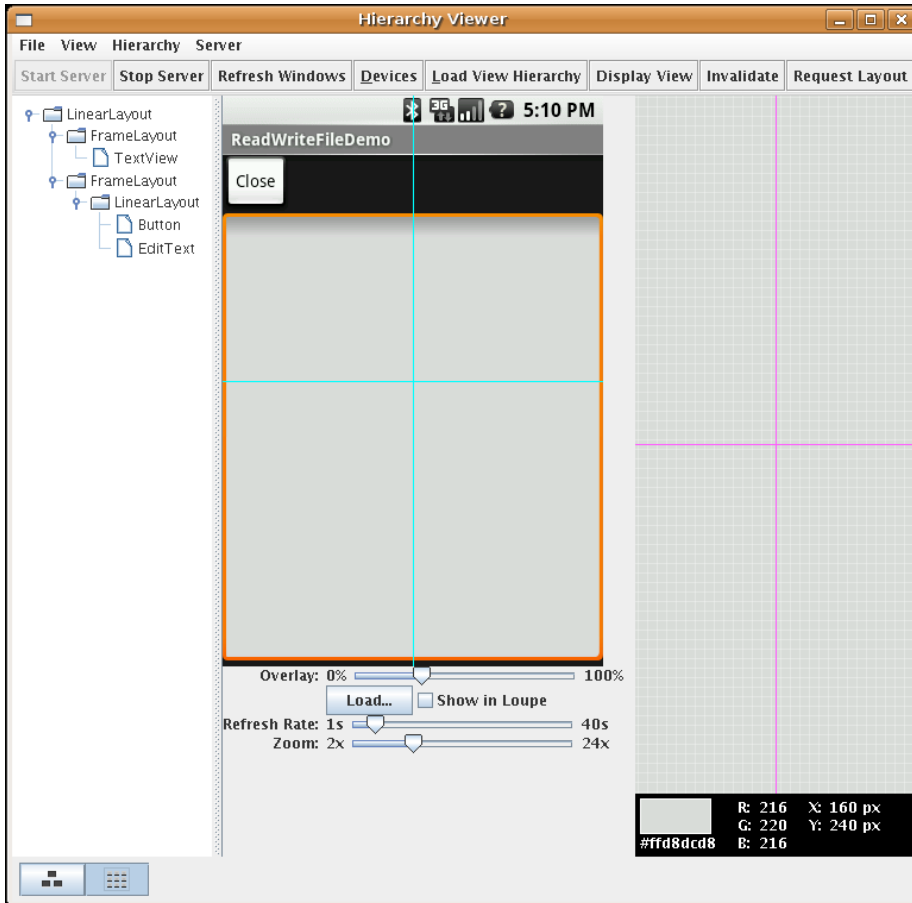 Hierarchy Viewer
File View Hierarchy Server
Start Server Stop Server Refresh Windows Devices Load View Hierarchy Display View Invalidate Request Layout
LinearLayout
FrameLayout
TextView
FrameLayout
LinearLayout
Button
EditText
3G 5:10 PM
ReadWriteFileDemo
Close
Overlay: 0% 100%
Load... Show in Loupe
Refresh Rate: 1s 40s
Zoom: 2x 24x
R: 216 X: 160 px
G: 220 Y: 240 px
#ffd8dcd8 B: 216